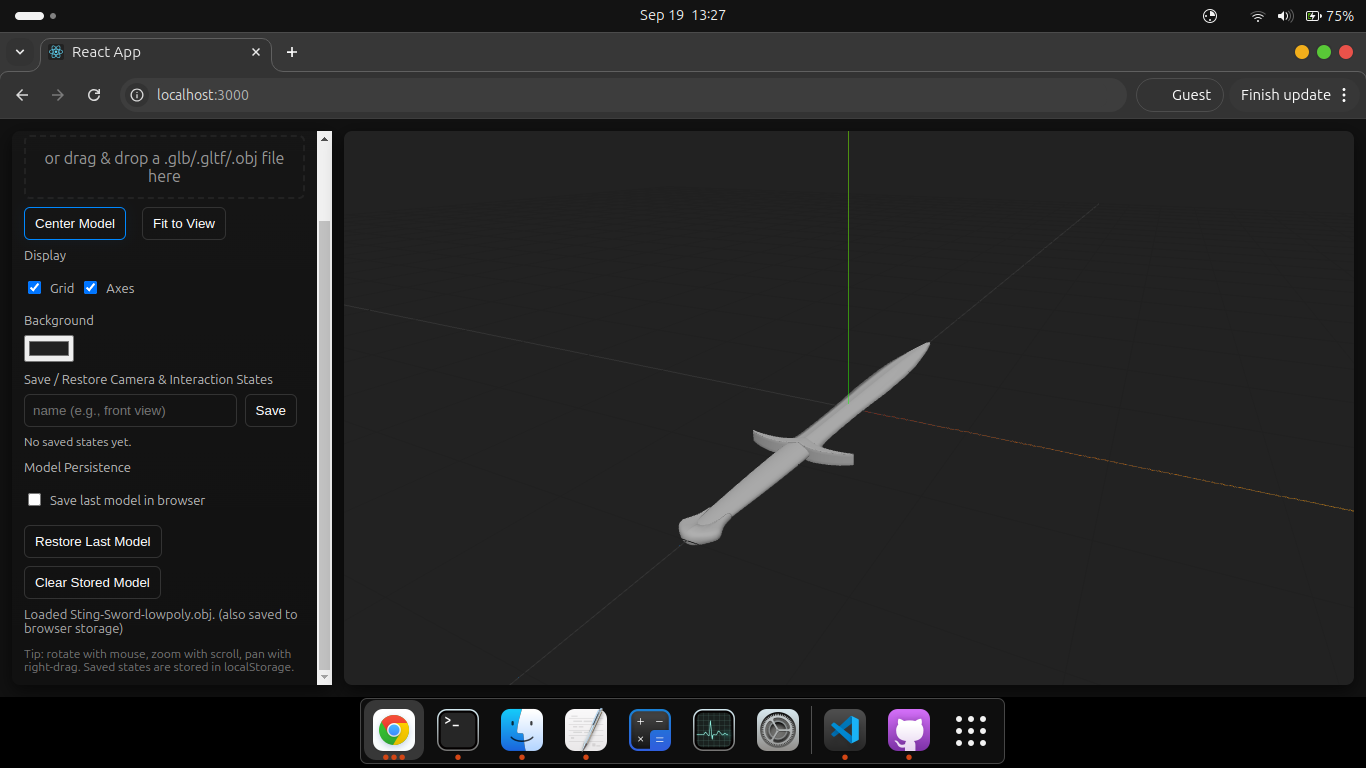 Sep 19 13:27
75%
React App
localhost:3000
Guest
Finish update
or drag & drop a .glb/.gltf/.obj file
here
Center Model
Fit to View
Display
Grid
Axes
Background
Save / Restore Camera & Interaction States
name (e.g., front view)
Save
No saved states yet.
Model Persistence
Save last model in browser
Restore Last Model
Clear Stored Model
Loaded Sting-Sword-lowpoly.obj. (also saved to
browser storage)
Tip: rotate with mouse, zoom with scroll, pan with
right-drag. Saved states are stored in localStorage.